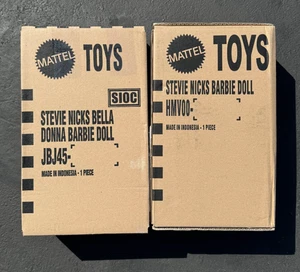 MATTEL
TOYS
SIOC
STEVIE NICKS BELLA
DONNA BARBIE DOLL
JBJ45-
MADE IN INDONESIA • 1 PIECE
MATTEL
TOYS
STEVIE NICKS BARBIE DOLL
HMV00-
MADE IN INDONESIA • 1 PIECE